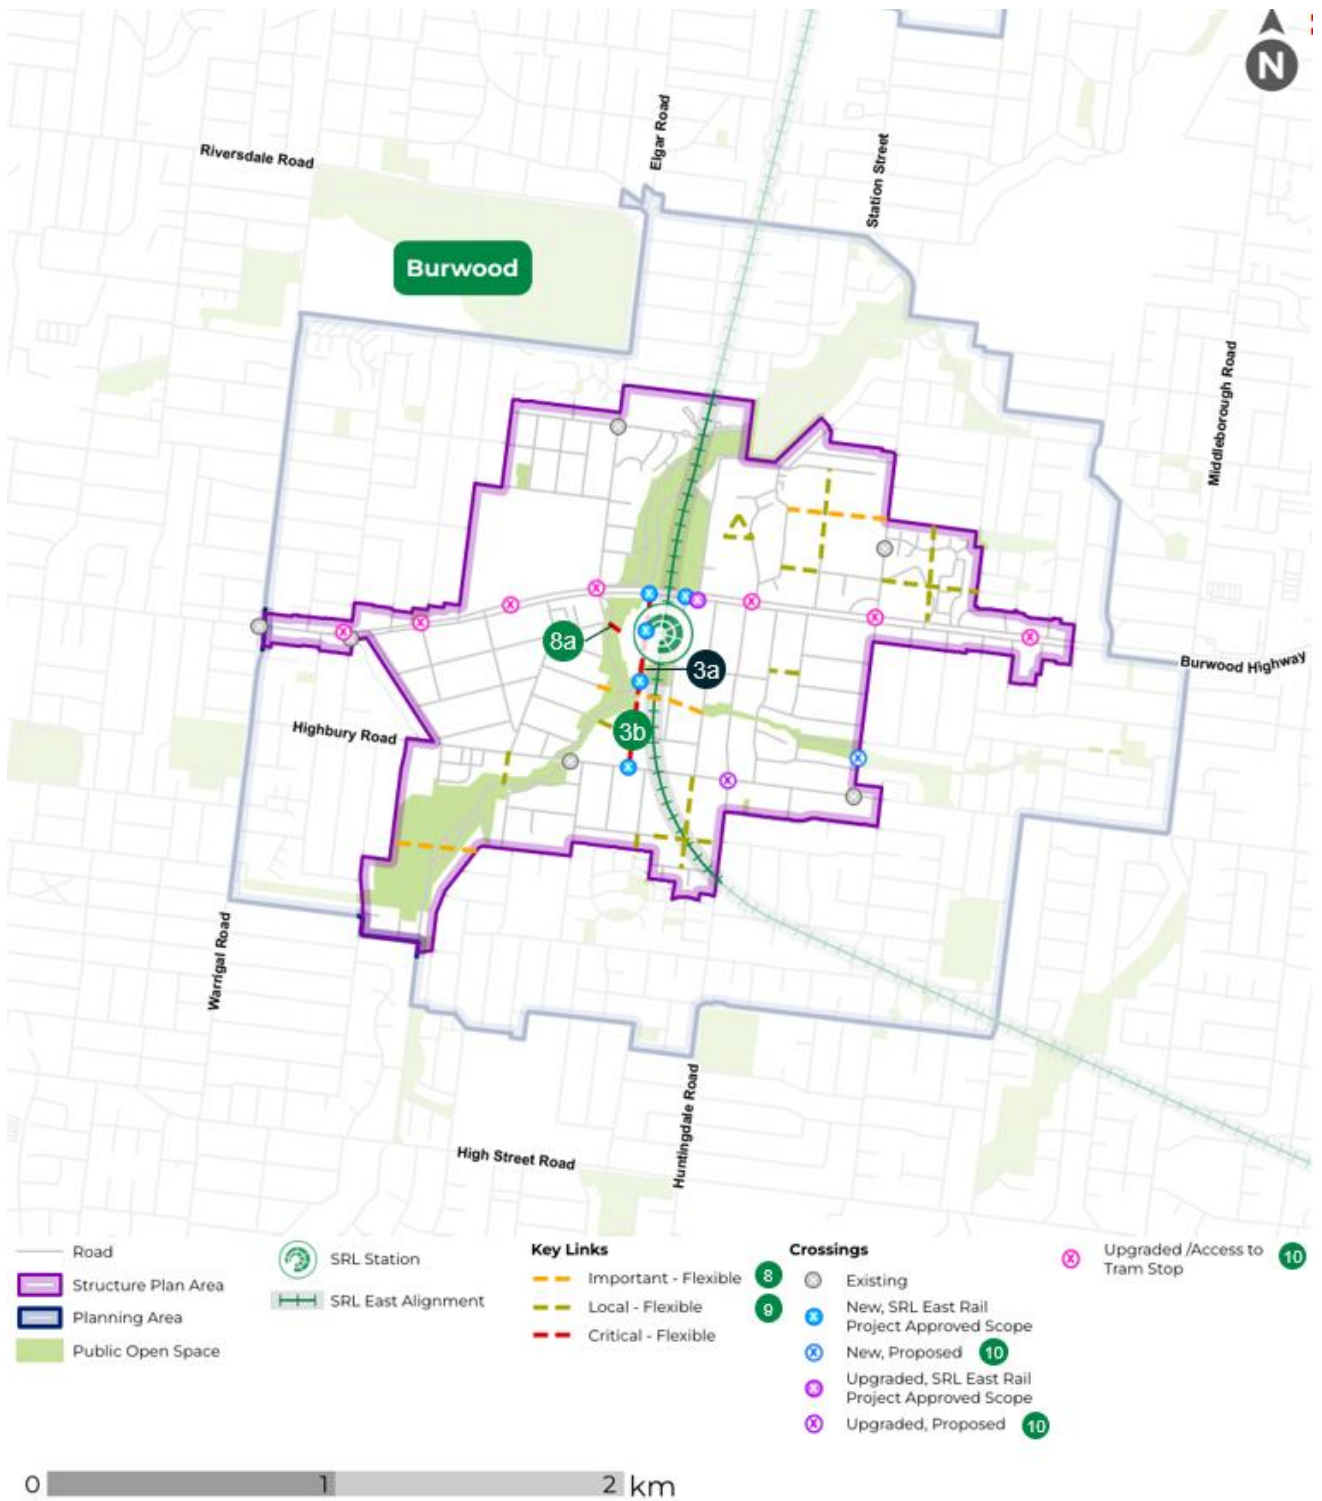 N
Elgar Road
Station Street
Riversdale Road
Burwood
Middleborough Road
8a
3a
Burwood Highway
Highbury Road
3b
Warrigal Road
Huntingdale Road
High Street Road
Road
Structure Plan Area
Planning Area
Public Open Space
SRL Station
SRL East Alignment
Key Links
Important - Flexible 8
Local - Flexible 9
Critical - Flexible
Crossings
Existing
New, SRL East Rail
Project Approved Scope
New, Proposed 10
Upgraded, SRL East Rail
Project Approved Scope
Upgraded, Proposed 10
Upgraded /Access to
Tram Stop 10
0 1 2 km